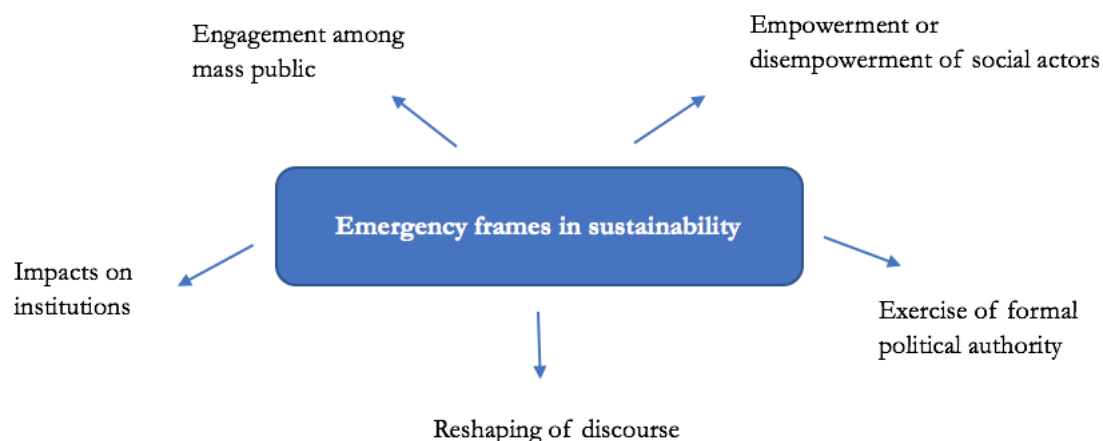 Engagement among
mass public
Empowerment or
disempowerment of social actors
Emergency frames in sustainability
Impacts on
institutions
Exercise of formal
political authority
Reshaping of discourse